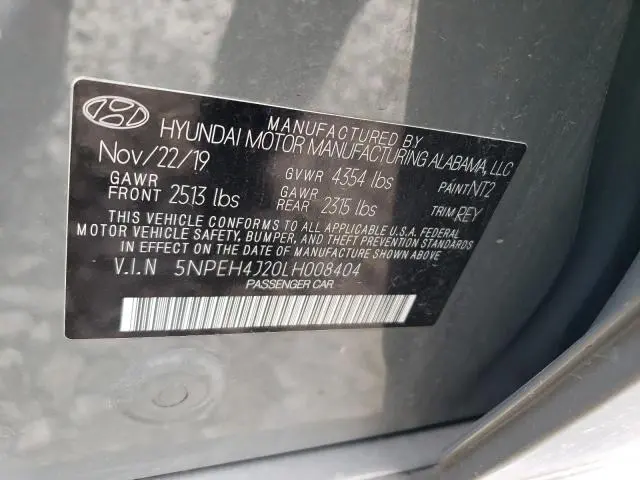 MANUFACTURED BY
HYUNDAI MOTOR MANUFACTURING ALABAMA, LLC
Nov/22/19 GVWR 4354 lbs PAINT NT2
GAWR FRONT 2513 lbs GAWR REAR 2315 lbs TRIM REY
THIS VEHICLE CONFORMS TO ALL APPLICABLE U.S.A. FEDERAL
MOTOR VEHICLE SAFETY, BUMPER, AND THEFT PREVENTION STANDARDS
IN EFFECT ON THE DATE OF MANUFACTURE SHOWN ABOVE
V.I.N 5NPEH4J20LH008404
PASSENGER CAR